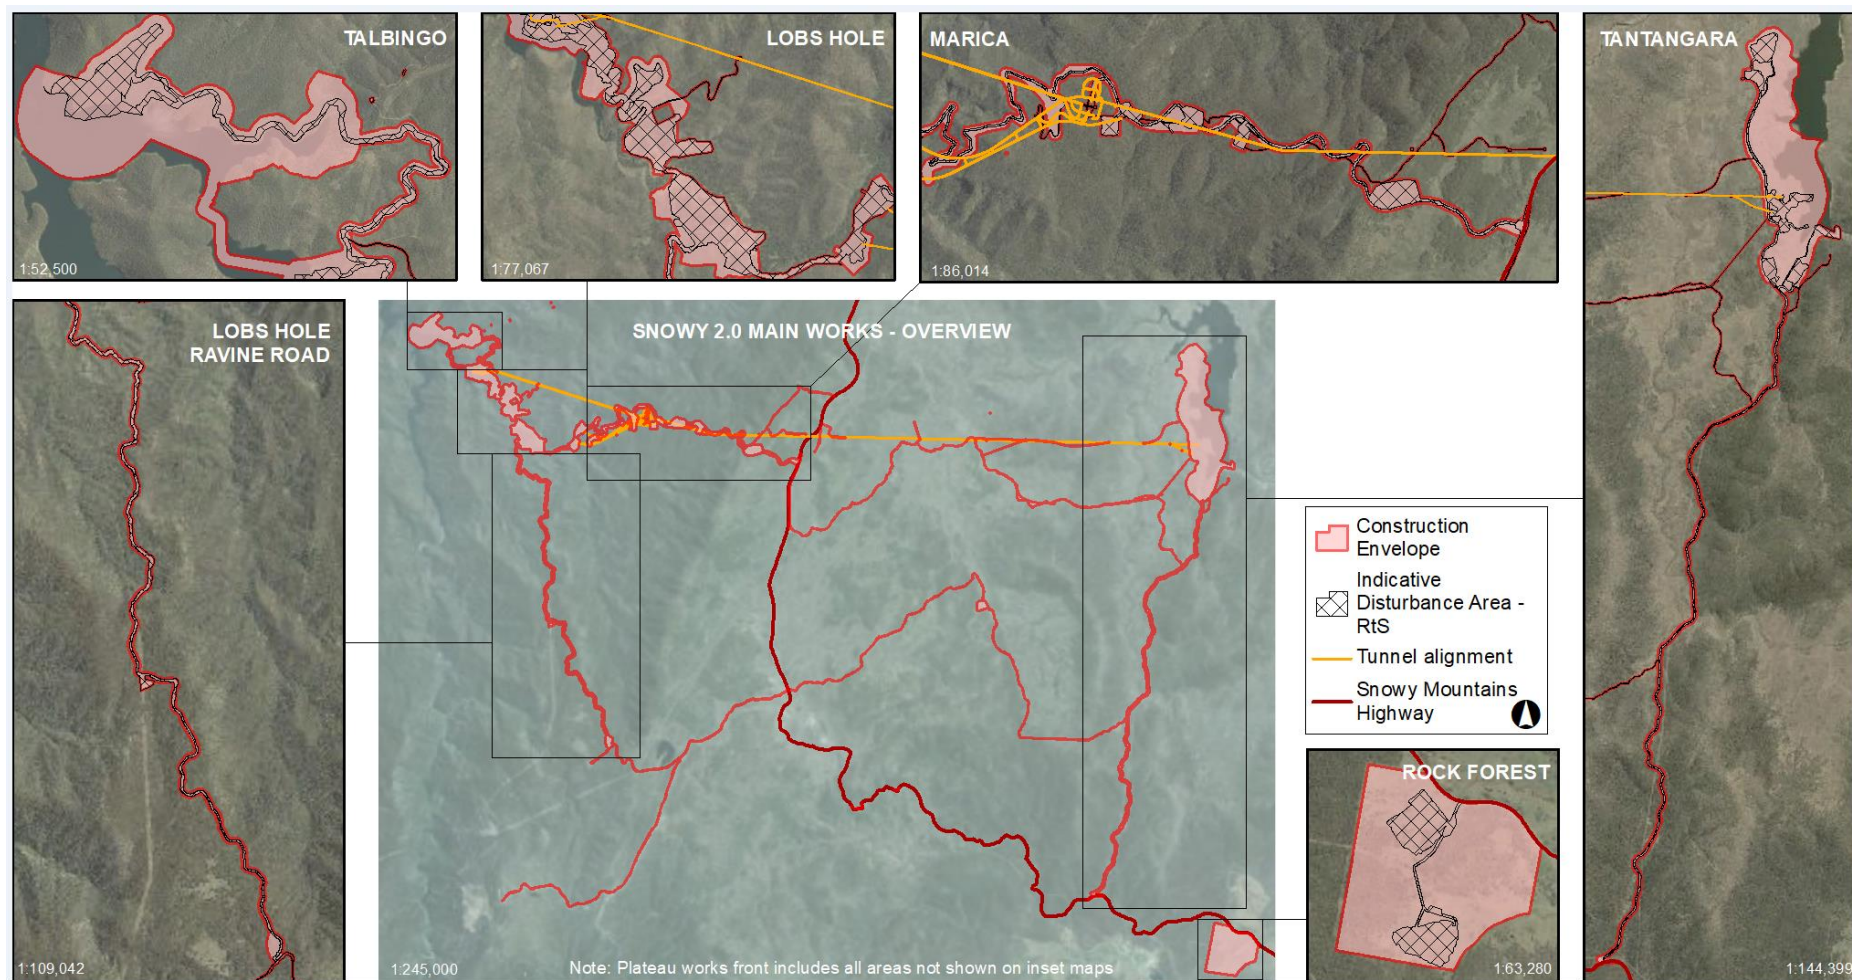 TALBINGO
1:52,500
LOBS HOLE
1:77,067
MARICA
1:86,014
TANTANGARA
1:144,399
LOBS HOLE
RAVINE ROAD
1:109,042
SNOWY 2.0 MAIN WORKS - OVERVIEW
1:245,000
Note: Plateau works front includes all areas not shown on inset maps
Construction
Envelope
Indicative
Disturbance Area -
RtS
Tunnel alignment
Snowy Mountains
Highway
ROCK FOREST
1:63,280